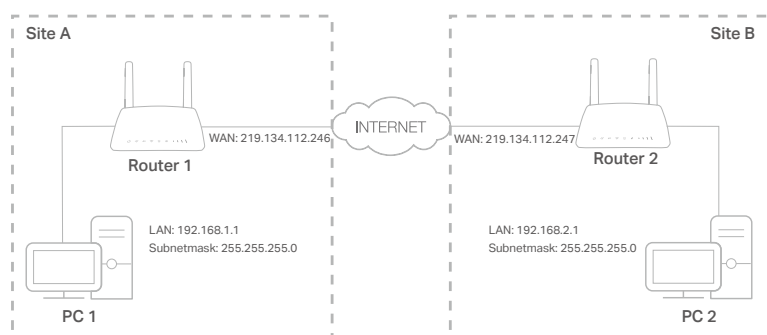 Site A
Site B
INTERNET
WAN: 219.134.112.246
WAN: 219.134.112.247
Router 1
Router 2
LAN: 192.168.1.1
Subnetmask: 255.255.255.0
LAN: 192.168.2.1
Subnetmask: 255.255.255.0
PC 1
PC 2